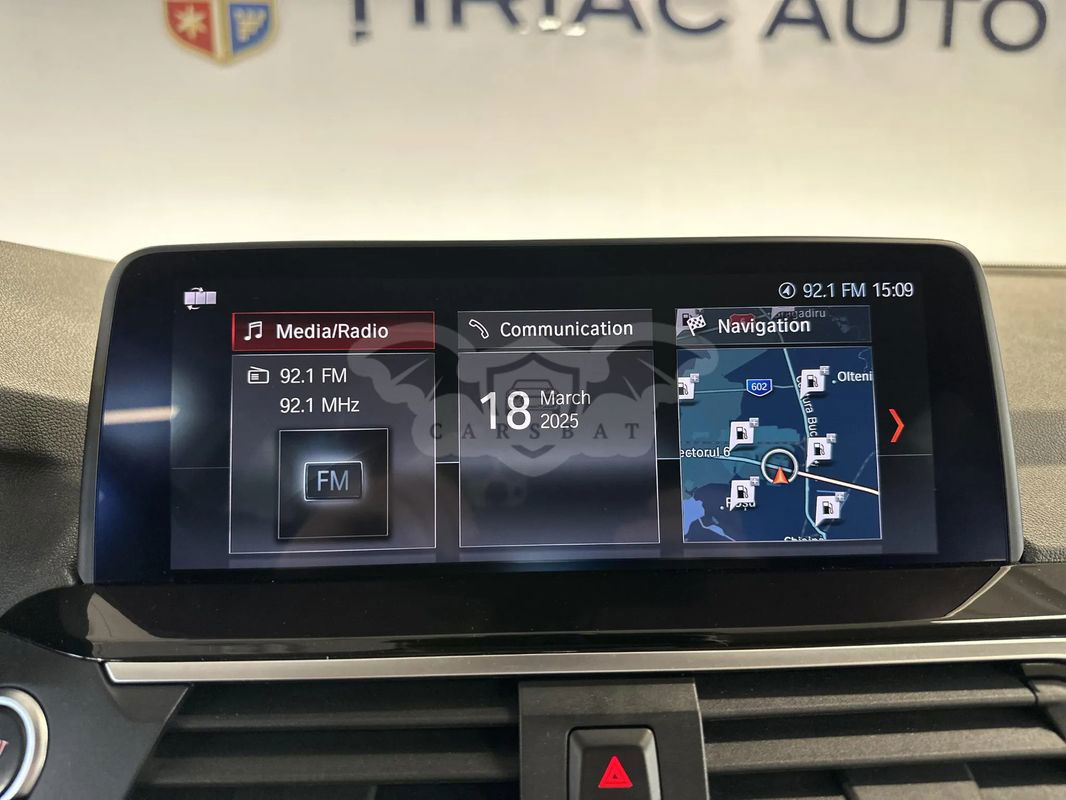 ȚIRIAC AUTO
92.1 FM 15:09
Media/Radio
92.1 FM
92.1 MHz
FM
Communication
18 March
2025
CARSBAT
Navigation
602
Olteni
ectorul 6
Roșu